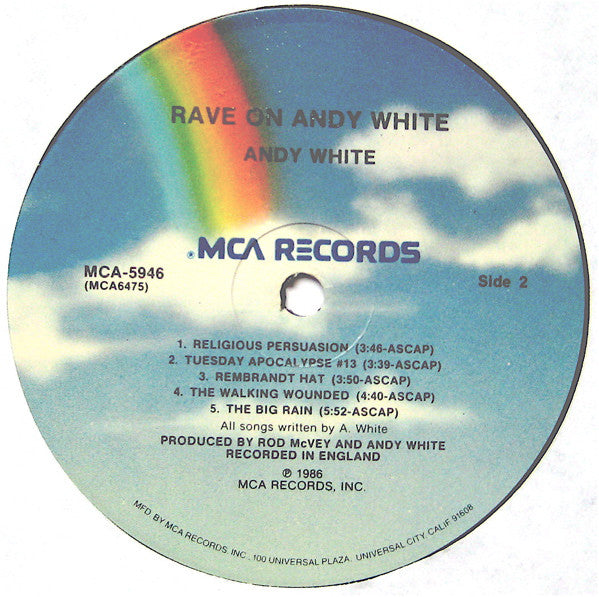 RAVE ON ANDY WHITE
ANDY WHITE
® MCA RECORDS
MCA-5946
(MCA6475)
Side 2
1. RELIGIOUS PERSUASION (3:46-ASCAP)
2. TUESDAY APOCALYPSE #13 (3:39-ASCAP)
3. REMBRANDT HAT (3:50-ASCAP)
4. THE WALKING WOUNDED (4:40-ASCAP)
5. THE BIG RAIN (5:52-ASCAP)
All songs written by A. White
PRODUCED BY ROD McVEY AND ANDY WHITE
RECORDED IN ENGLAND
℗ 1986
MCA RECORDS, INC.
MFD BY MCA RECORDS, INC., 100 UNIVERSAL PLAZA, UNIVERSAL CITY, CALIF. 91608